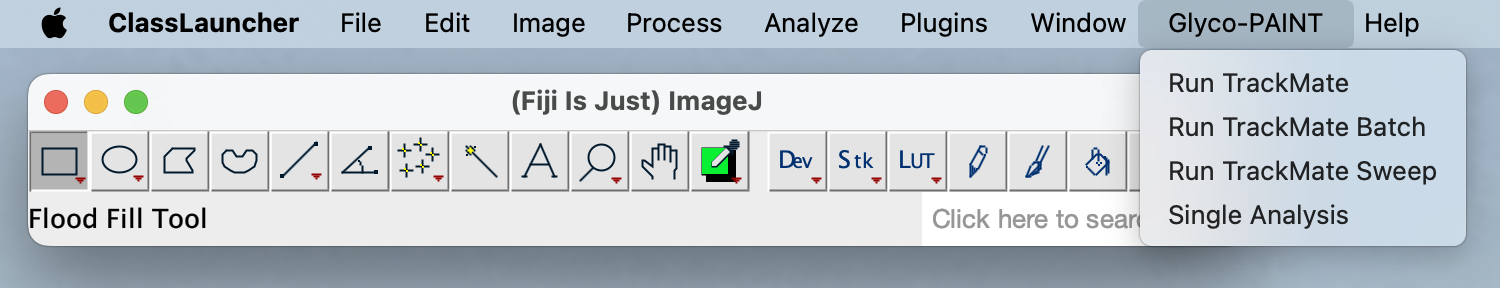 ClassLauncher File Edit Image Process Analyze Plugins Window Glyco-PAINT Help
Run TrackMate
Run TrackMate Batch
Run TrackMate Sweep
Single Analysis
(Fiji Is Just) ImageJ
A Dev Stk LUT
Flood Fill Tool
Click here to